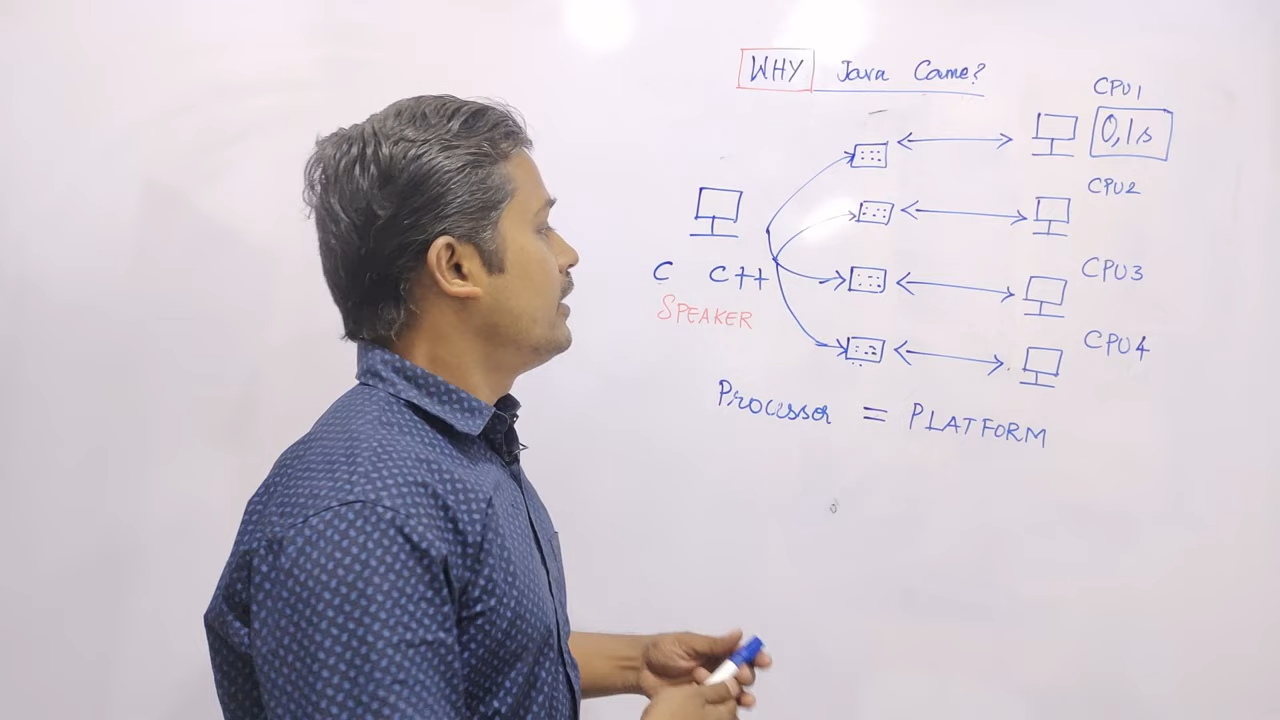 WHY Java Came?
CPU1
0,1s
CPU2
C C++
CPU3
SPEAKER
CPU4
Processor = PLATFORM